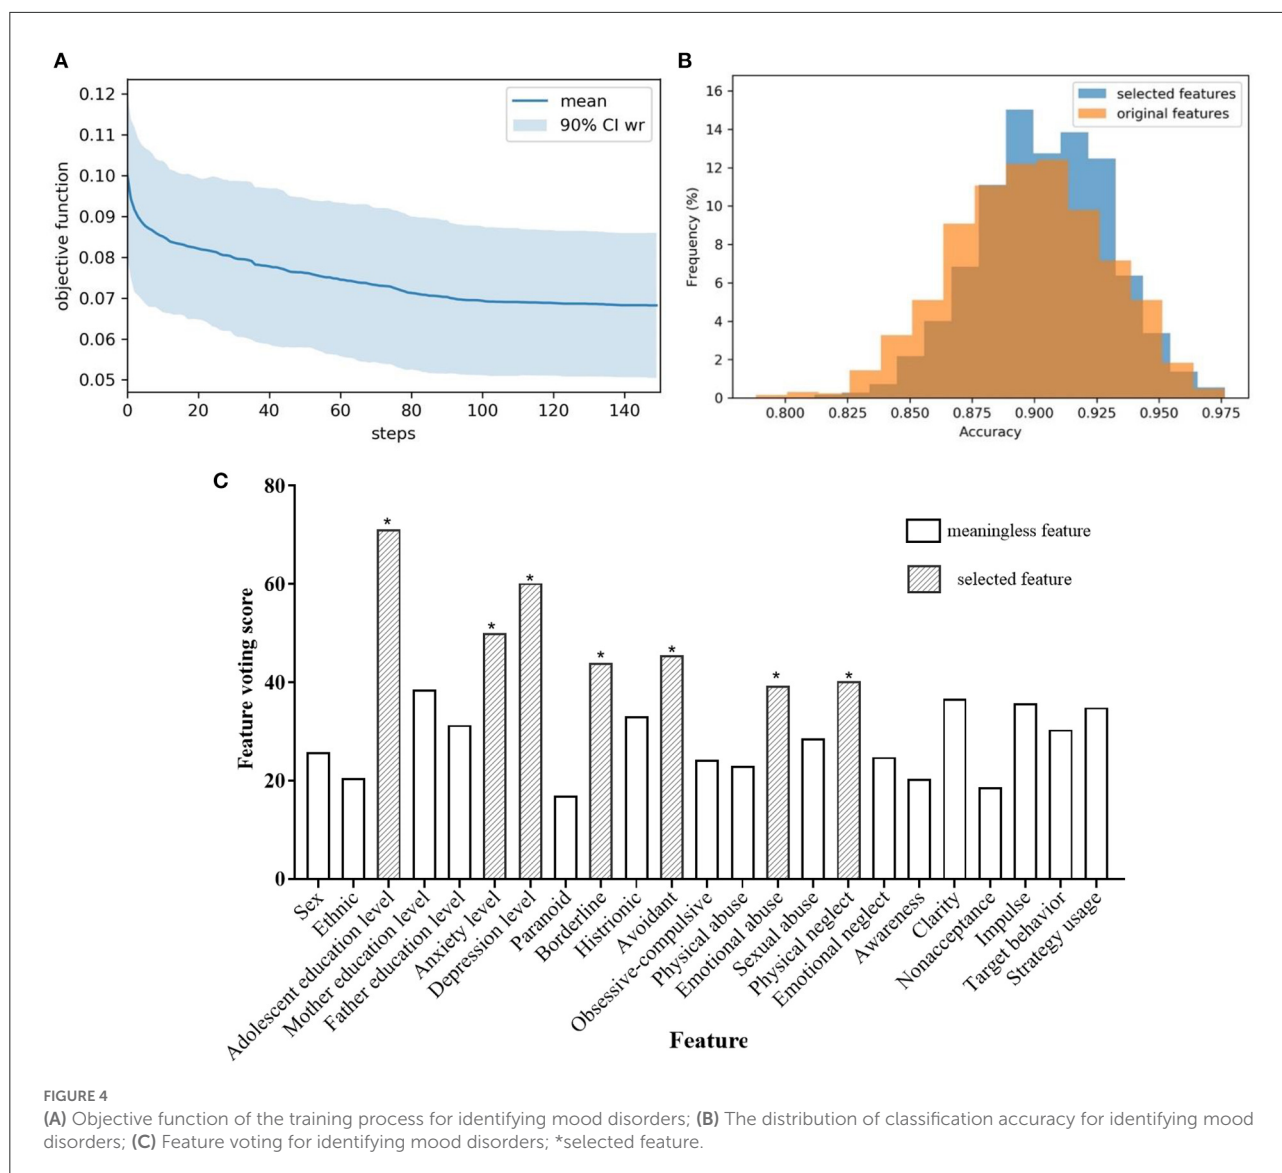 A
0.12
0.11
0.10
0.09
0.08
0.07
0.06
0.05
objective function
mean
90% CI wr
0 20 40 60 80 100 120 140
steps
B
16
14
12
10
8
6
4
2
0
Frequency (%)
selected features
original features
0.800 0.825 0.850 0.875 0.900 0.925 0.950 0.975
Accuracy
C
80
60
40
20
0
Feature voting score
meaningless feature
selected feature
* * * * * * *
Sex
Ethnic
Adolescent education level
Mother education level
Father education level
Anxiety level
Depression level
Paranoid
Borderline
Histrionic
Avoidant
Obsessive-compulsive
Physical abuse
Emotional abuse
Sexual abuse
Physical neglect
Emotional neglect
Awareness
Clarity
Nonacceptance
Impulse
Target behavior
Strategy usage
Feature
FIGURE 4
(A) Objective function of the training process for identifying mood disorders; (B) The distribution of classification accuracy for identifying mood
disorders; (C) Feature voting for identifying mood disorders; *selected feature.